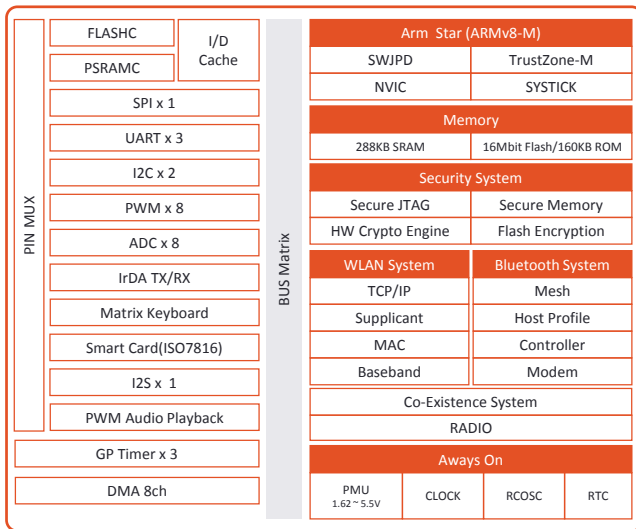 FLASHC
I/D
Cache
PSRAMC
SPI x 1
UART x 3
I2C x 2
PWM x 8
ADC x 8
IrDA TX/RX
Matrix Keyboard
Smart Card(ISO7816)
I2S x 1
PWM Audio Playback
PIN MUX
GP Timer x 3
DMA 8ch
BUS Matrix
Arm Star (ARMv8-M)
SWJPD
TrustZone-M
NVIC
SYSTICK
Memory
288KB SRAM
16Mbit Flash/160KB ROM
Security System
Secure JTAG
Secure Memory
HW Crypto Engine
Flash Encryption
WLAN System
TCP/IP
Supplicant
MAC
Baseband
Bluetooth System
Mesh
Host Profile
Controller
Modem
Co-Existence System
RADIO
Aways On
PMU
1.62 ~ 5.5V
CLOCK
RCOSC
RTC